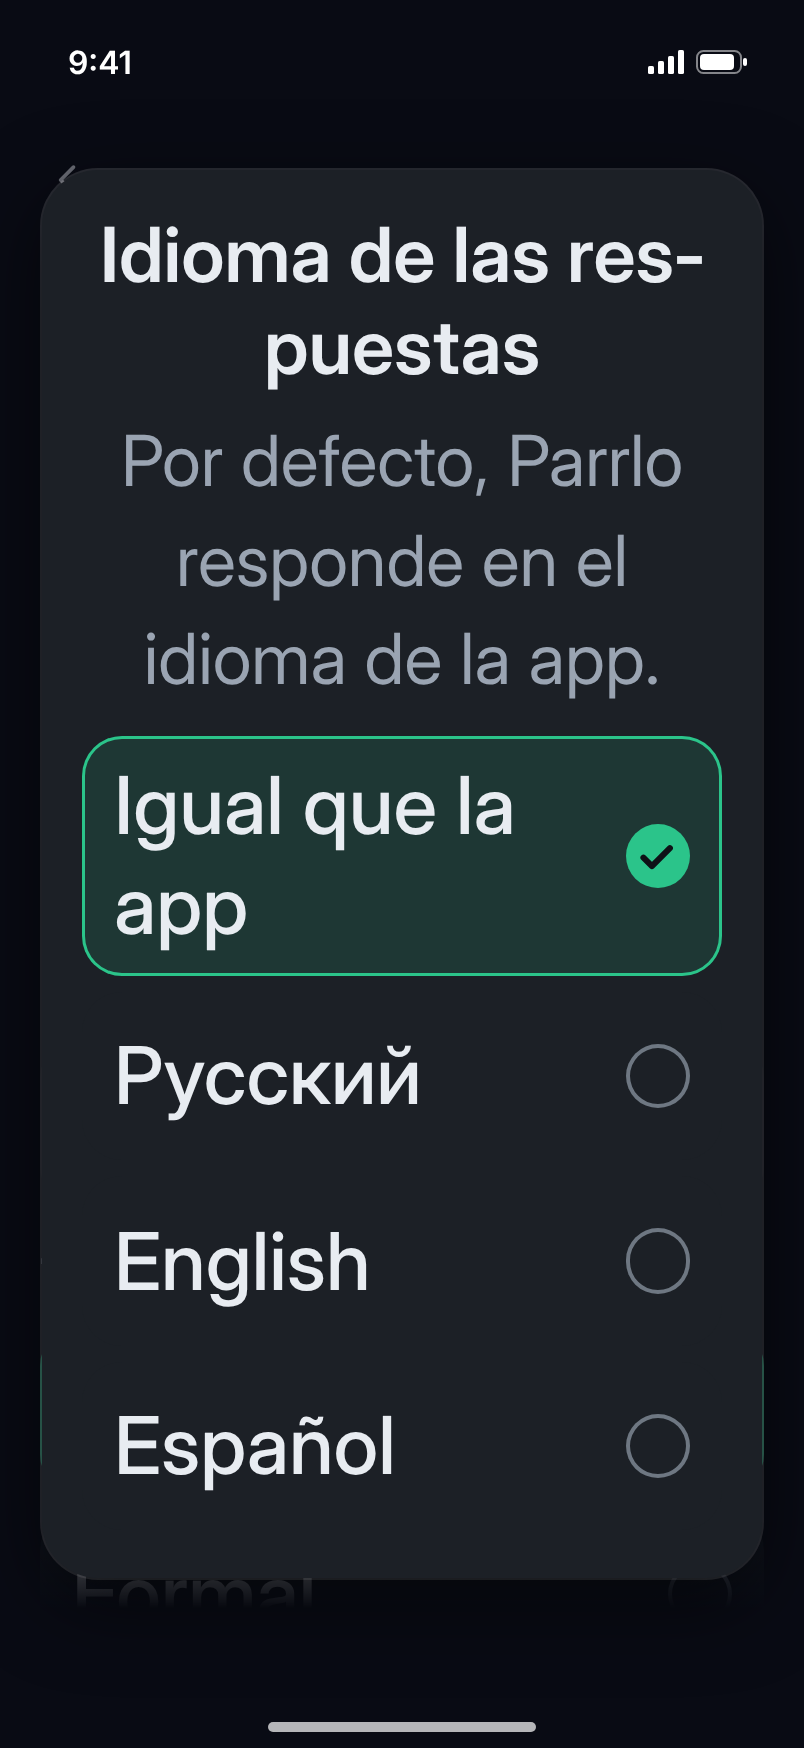 9:41
Idioma de las res-
puestas
Por defecto, Parrlo
responde en el
idioma de la app.
Igual que la
app
Русский
English
Español
Formal